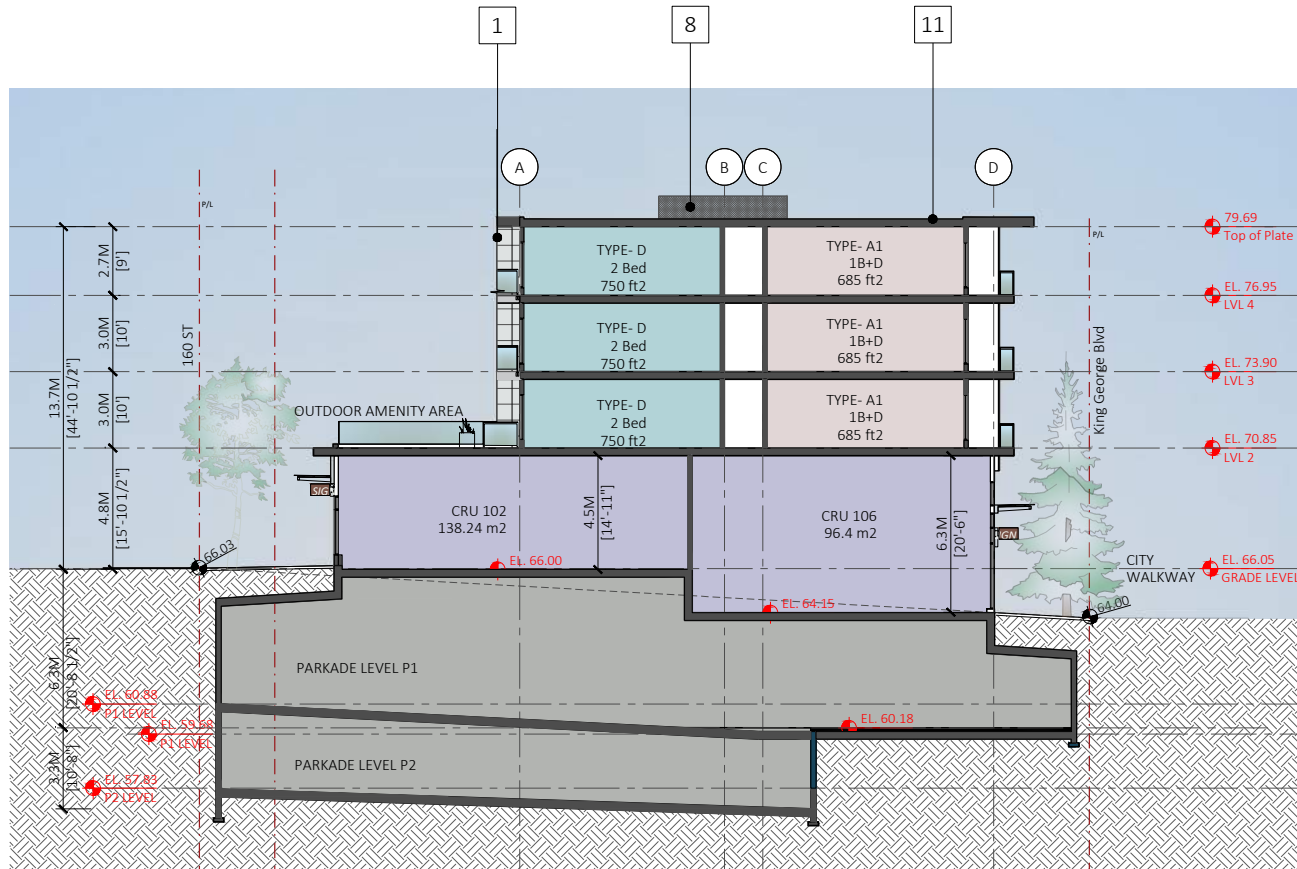 1
8
11
A
B
C
D
P/L
P/L
79.69
Top of Plate
2.7M
[9']
TYPE- D
2 Bed
750 ft2
TYPE- A1
1B+D
685 ft2
EL. 76.95
LVL 4
3.0M
[10']
160 ST
TYPE- D
2 Bed
750 ft2
TYPE- A1
1B+D
685 ft2
EL. 73.90
LVL 3
13.7M
[44'-10 1/2"]
3.0M
[10']
OUTDOOR AMENITY AREA
TYPE- D
2 Bed
750 ft2
TYPE- A1
1B+D
685 ft2
King George Blvd
EL. 70.85
LVL 2
4.8M
[15'-10 1/2"]
SIG
CRU 102
138.24 m2
4.5M
[14'-11"]
CRU 106
96.4 m2
6.3M
[20'-6"]
IGN
66.03
EL. 66.00
CITY
WALKWAY
EL. 66.05
GRADE LEVEL
EL. 64.15
64.00
6.3M
[20'-8 1/2"]
PARKADE LEVEL P1
EL. 60.88
P1 LEVEL
EL. 60.18
EL. 59.68
P1 LEVEL
3.3M
[10'-8"]
PARKADE LEVEL P2
EL. 57.83
P2 LEVEL